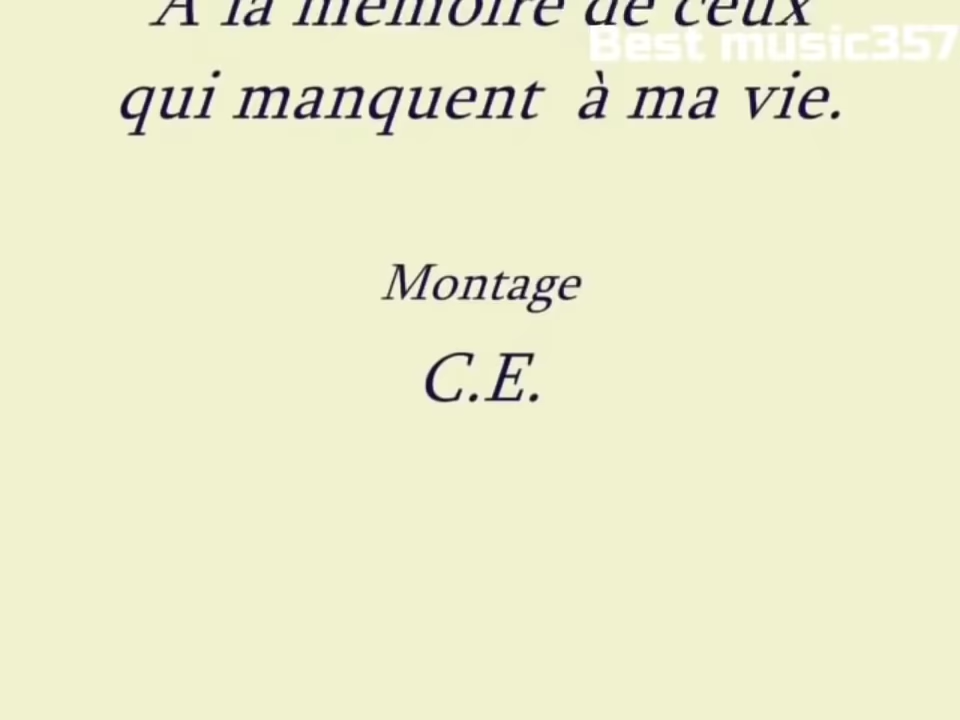 A la mémoire de ceux
Best music357
qui manquent à ma vie.
Montage
C.E.